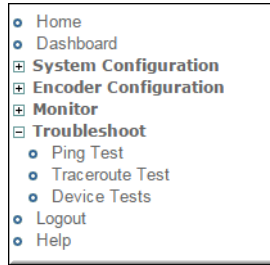 Home
Dashboard
System Configuration
Encoder Configuration
Monitor
Troubleshoot
Ping Test
Traceroute Test
Device Tests
Logout
Help